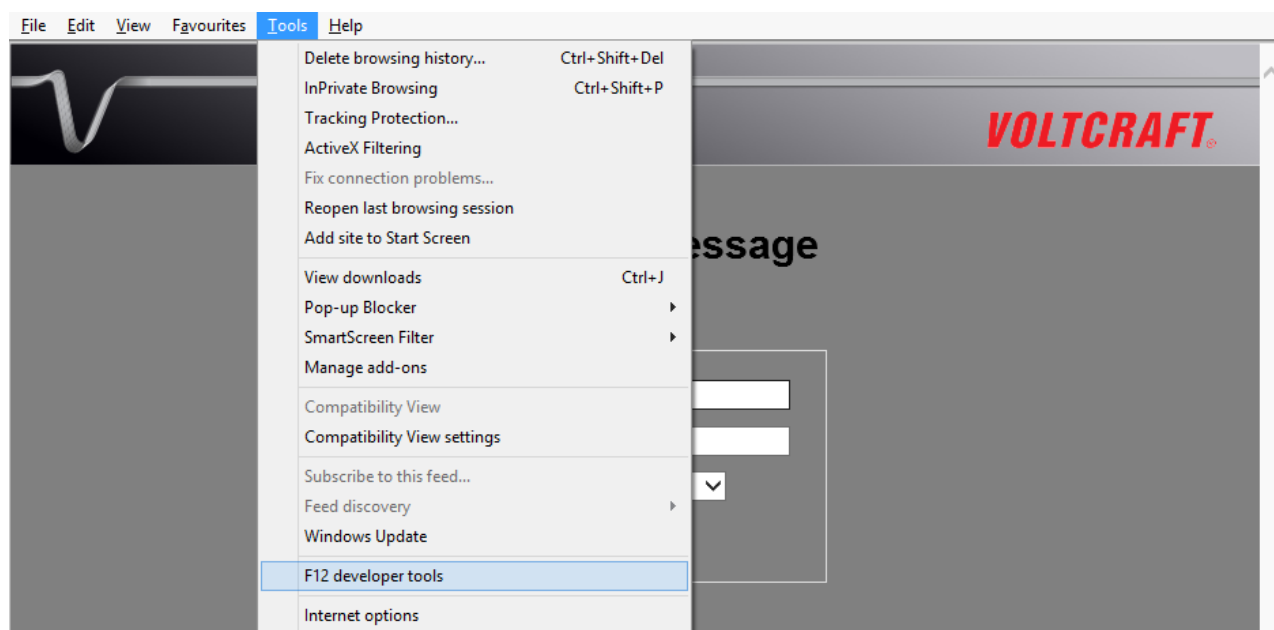 File Edit View Favourites Tools Help
Delete browsing history... Ctrl+Shift+Del
InPrivate Browsing Ctrl+Shift+P
Tracking Protection...
ActiveX Filtering
Fix connection problems...
Reopen last browsing session
Add site to Start Screen
View downloads Ctrl+J
Pop-up Blocker
SmartScreen Filter
Manage add-ons
Compatibility View
Compatibility View settings
Subscribe to this feed...
Feed discovery
Windows Update
F12 developer tools
Internet options
VOLTCRAFT®
essage